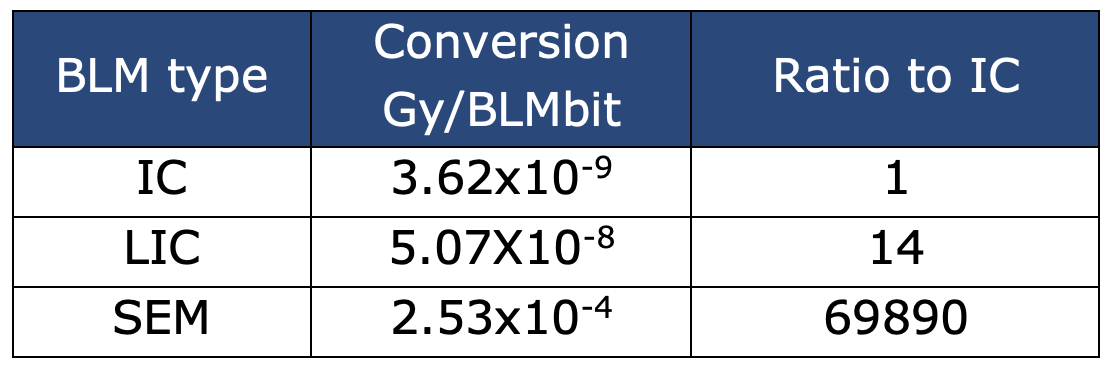 BLM type Conversion Gy/BLMbit Ratio to IC
IC 3.62x10⁻⁹ 1
LIC 5.07X10⁻⁸ 14
SEM 2.53x10⁻⁴ 69890